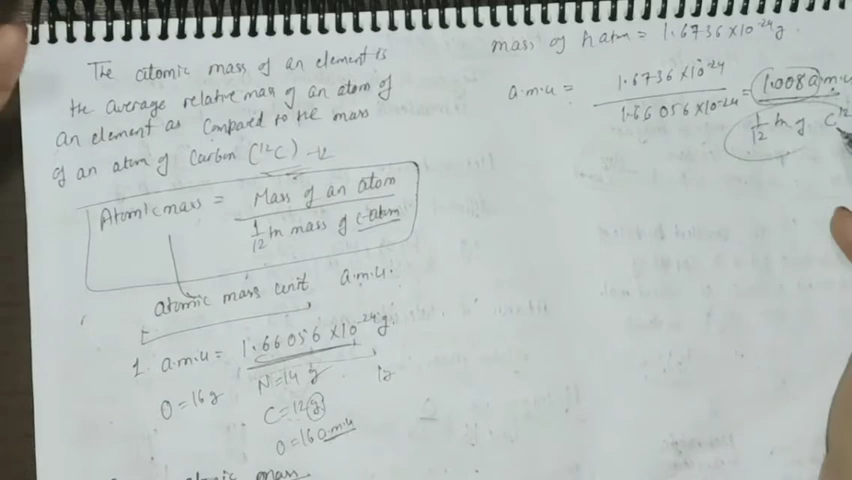 The atomic mass of an element is
the average relative mass of an atom of
an element as compared to the mass
of an atom of Carbon (¹²C) - 12
Atomic mass = Mass of an atom
1/12 th mass of C-atom
atomic mass unit a.m.u.
1. a.m.u = 1.66056 × 10⁻²⁴ g.
N = 14 g
O = 16 g
C = 12 g
O = 16 a.m.u
mass.
mass of h atom = 1.6736 × 10⁻²⁴ g.
a.m.u = 1.6736 × 10⁻²⁴
1.66056 × 10⁻²⁴
= 1.008 a.m.u
1/12 th of C¹²